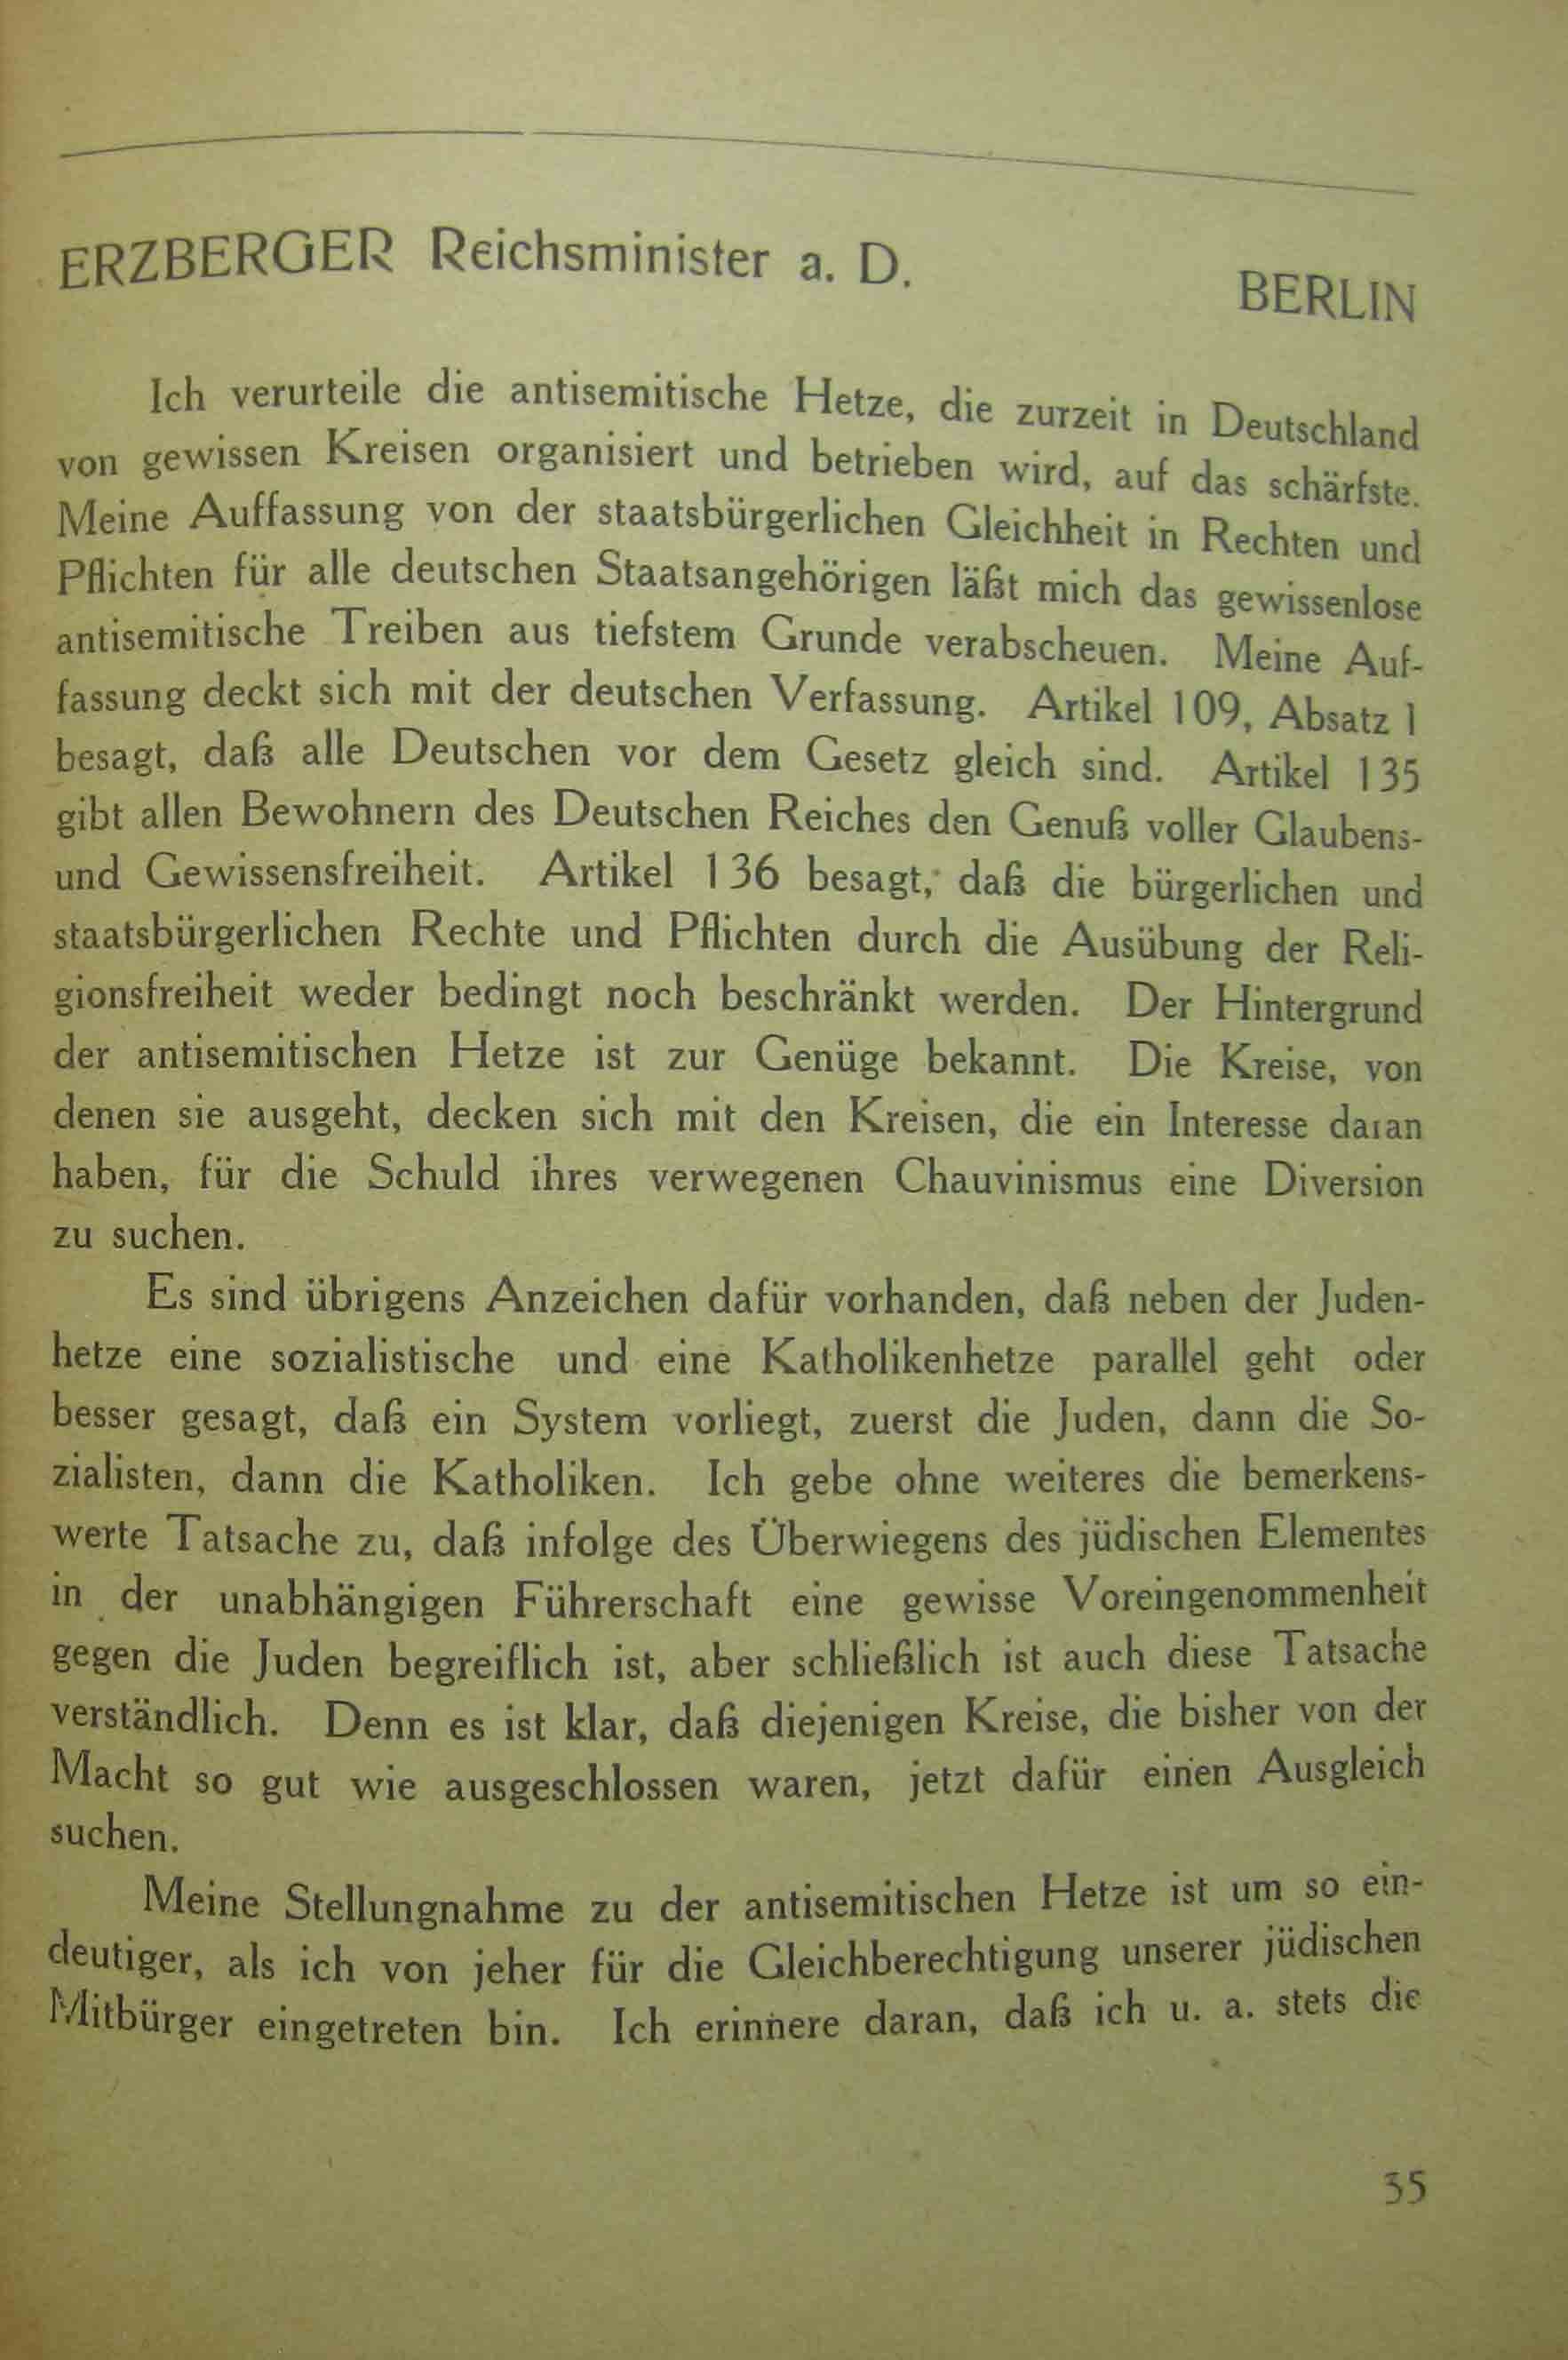 ERZBERGER Reichsminister a. D. BERLIN
Ich verurteile die antisemitische Hetze, die zurzeit in Deutschland
von gewissen Kreisen organisiert und betrieben wird, auf das schärfste.
Meine Auffassung von der staatsbürgerlichen Gleichheit in Rechten und
Pflichten für alle deutschen Staatsangehörigen läßt mich das gewissenlose
antisemitische Treiben aus tiefstem Grunde verabscheuen. Meine Auf-
fassung deckt sich mit der deutschen Verfassung. Artikel 109, Absatz 1
besagt, daß alle Deutschen vor dem Gesetz gleich sind. Artikel 135
gibt allen Bewohnern des Deutschen Reiches den Genuß voller Glaubens-
und Gewissensfreiheit. Artikel 136 besagt, daß die bürgerlichen und
staatsbürgerlichen Rechte und Pflichten durch die Ausübung der Reli-
gionsfreiheit weder bedingt noch beschränkt werden. Der Hintergrund
der antisemitischen Hetze ist zur Genüge bekannt. Die Kreise, von
denen sie ausgeht, decken sich mit den Kreisen, die ein Interesse daran
haben, für die Schuld ihres verwegenen Chauvinismus eine Diversion
zu suchen.
Es sind übrigens Anzeichen dafür vorhanden, daß neben der Juden-
hetze eine sozialistische und eine Katholikenhetze parallel geht oder
besser gesagt, daß ein System vorliegt, zuerst die Juden, dann die So-
zialisten, dann die Katholiken. Ich gebe ohne weiteres die bemerkens-
werte Tatsache zu, daß infolge des Überwiegens des jüdischen Elementes
in der unabhängigen Führerschaft eine gewisse Voreingenommenheit
gegen die Juden begreiflich ist, aber schließlich ist auch diese Tatsache
verständlich. Denn es ist klar, daß diejenigen Kreise, die bisher von der
Macht so gut wie ausgeschlossen waren, jetzt dafür einen Ausgleich
suchen.
Meine Stellungnahme zu der antisemitischen Hetze ist um so ein-
deutiger, als ich von jeher für die Gleichberechtigung unserer jüdischen
Mitbürger eingetreten bin. Ich erinnere daran, daß ich u. a. stets die
35